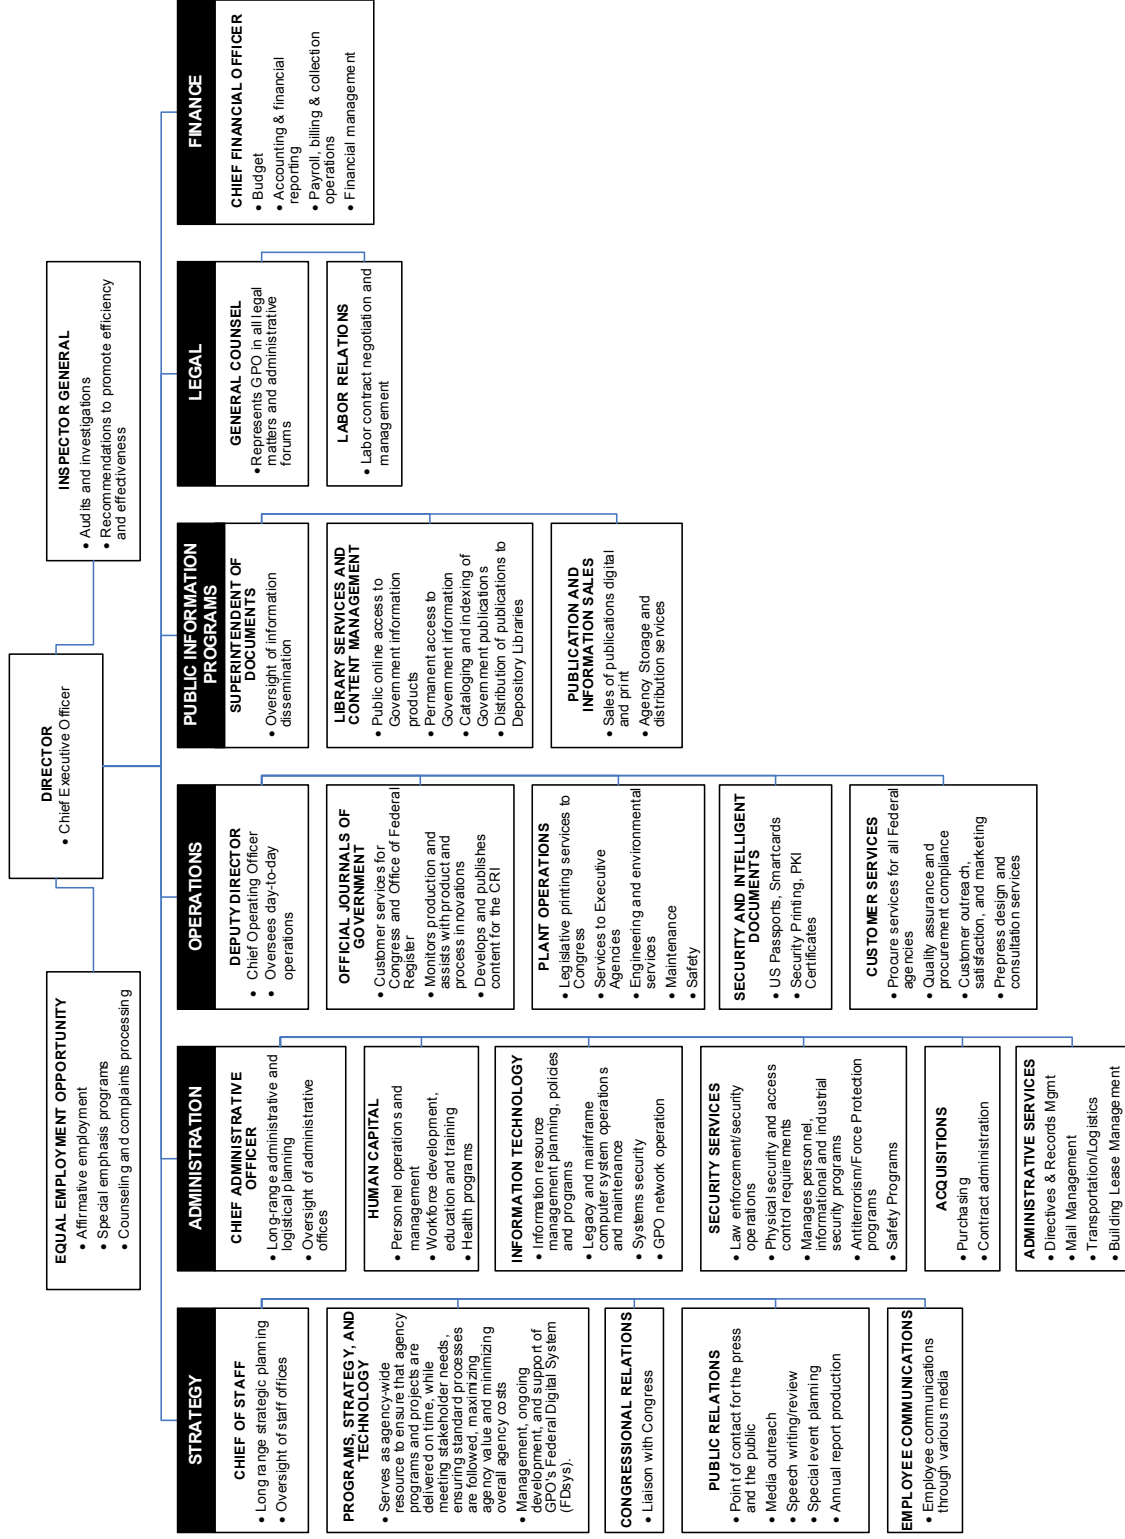 DIRECTOR
• Chief Executive Officer
EQUAL EMPLOYMENT OPPORTUNITY
• Affirmative employment
• Special emphasis programs
• Counseling and complaints processing
INSPECTOR GENERAL
• Audits and investigations
• Recommendations to promote efficiency
and effectiveness
STRATEGY
CHIEF OF STAFF
• Long range strategic planning
• Oversight of staff offices
PROGRAMS, STRATEGY, AND
TECHNOLOGY
• Serves as agency-wide
resource to ensure that agency
programs and projects are
delivered on time, while
meeting stakeholder needs,
ensuring standard processes
are followed, maximizing
agency value and minimizing
overall agency costs
• Management, ongoing
development, and support of
GPO's Federal Digital System
(FDsys).
CONGRESSIONAL RELATIONS
• Liaison with Congress
PUBLIC RELATIONS
• Point of contact for the press
and the public
• Media outreach
• Speech writing/review
• Special event planning
• Annual report production
EMPLOYEE COMMUNICATIONS
• Employee communications
through various media
ADMINISTRATION
CHIEF ADMINISTRATIVE
OFFICER
• Long-range administrative and
logistical planning
• Oversight of administrative
offices
HUMAN CAPITAL
• Personnel operations and
management
• Workforce development,
education and training
• Health programs
INFORMATION TECHNOLOGY
• Information resource
management planning, policies
and programs
• Legacy and mainframe
computer system operations
and maintenance
• Systems security
• GPO network operation
SECURITY SERVICES
• Law enforcement/security
operations
• Physical security and access
control requirements
• Manages personnel,
informational and industrial
security programs
• Antiterrorism/Force Protection
programs
• Safety Programs
ACQUISITIONS
• Purchasing
• Contract administration
ADMINISTRATIVE SERVICES
• Directives & Records Mgmt
• Mail Management
• Transportation/Logistics
• Building Lease Management
OPERATIONS
DEPUTY DIRECTOR
• Chief Operating Officer
• Oversees day-to-day
operations
OFFICIAL JOURNALS OF
GOVERNMENT
• Customer services for
Congress and Office of Federal
Register
• Monitors production and
assists with product and
process innovations
• Develops and publishes
content for the CRI
PLANT OPERATIONS
• Legislative printing services to
Congress
• Services to Executive
Agencies
• Engineering and environmental
services
• Maintenance
• Safety
SECURITY AND INTELLIGENT
DOCUMENTS
• US Passports, Smartcards
• Security Printing, PKI
Certificates
CUSTOMER SERVICES
• Procure services for all Federal
agencies
• Quality assurance and
procurement compliance
• Customer outreach,
satisfaction, and marketing
• Prepress design and
consultation services
PUBLIC INFORMATION
PROGRAMS
SUPERINTENDENT OF
DOCUMENTS
• Oversight of information
dissemination
LIBRARY SERVICES AND
CONTENT MANAGEMENT
• Public online access to
Government information
products
• Permanent access to
Government information
• Cataloging and indexing of
Government publications
• Distribution of publications to
Depository Libraries
PUBLICATION AND
INFORMATION SALES
• Sales of publications digital
and print
• Agency Storage and
distribution services
LEGAL
GENERAL COUNSEL
• Represents GPO in all legal
matters and administrative
forums
LABOR RELATIONS
• Labor contract negotiation and
management
FINANCE
CHIEF FINANCIAL OFFICER
• Budget
• Accounting & financial
reporting
• Payroll, billing & collection
operations
• Financial management